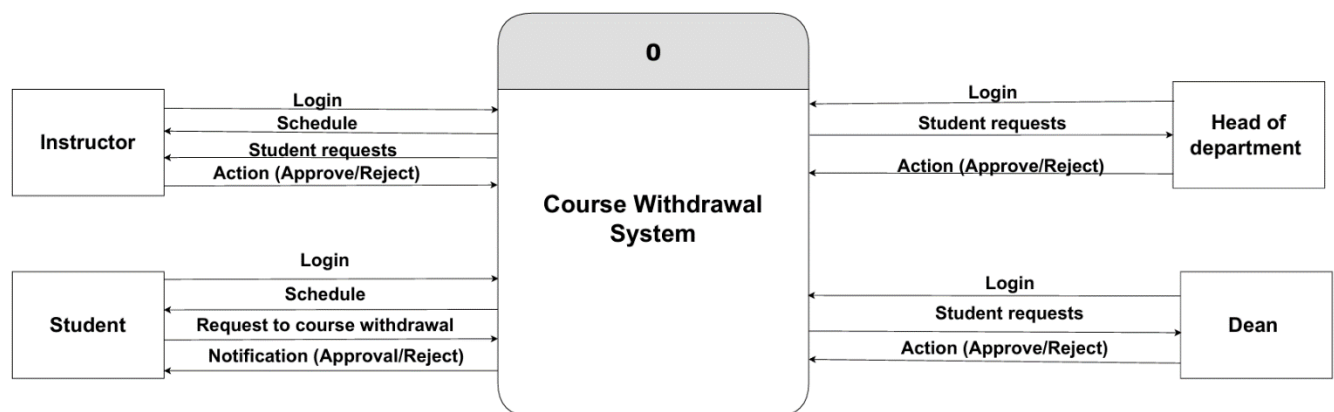 0
Course Withdrawal
System
Instructor
Login
Schedule
Student requests
Action (Approve/Reject)
Student
Login
Schedule
Request to course withdrawal
Notification (Approval/Reject)
Head of
department
Login
Student requests
Action (Approve/Reject)
Dean
Login
Student requests
Action (Approve/Reject)